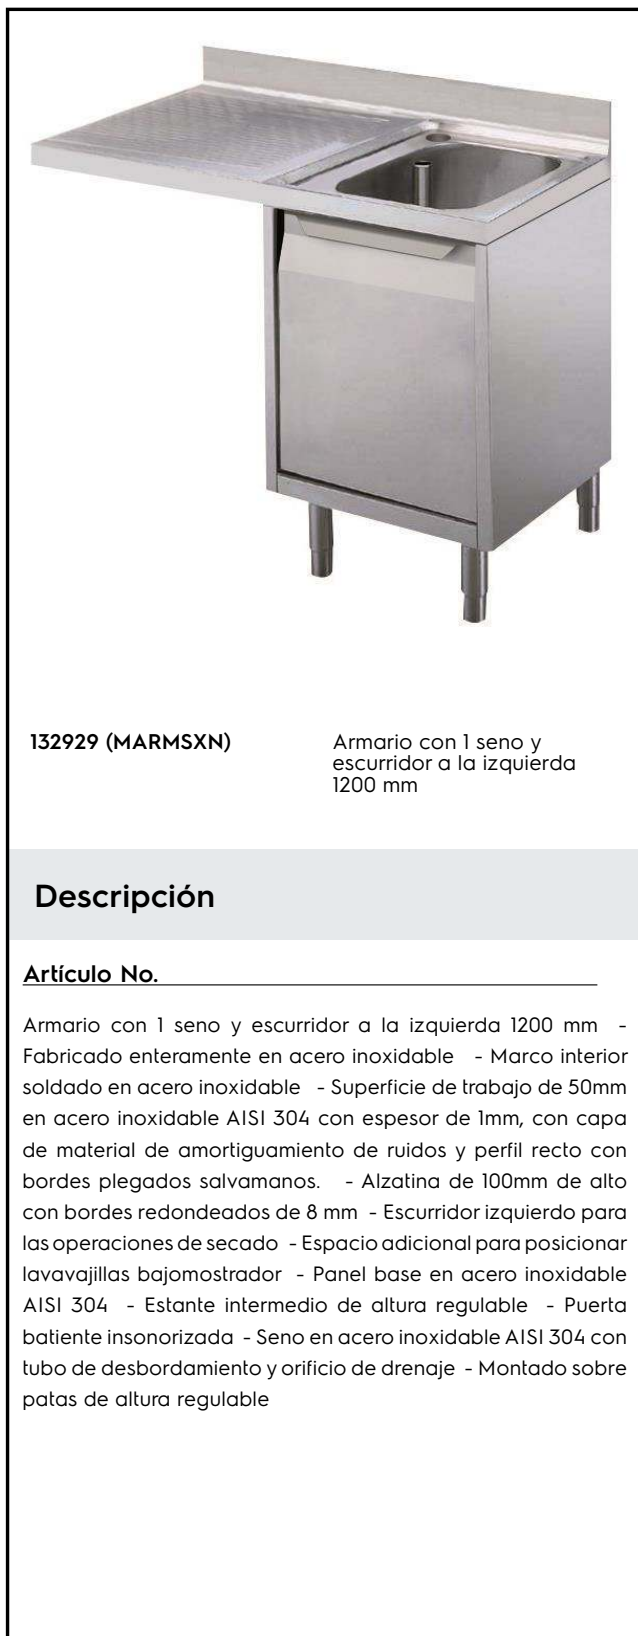 132929 (MARMSXN)
Armario con 1 seno y
escurridor a la izquierda
1200 mm
Descripción
Artículo No.
Armario con 1 seno y escurridor a la izquierda 1200 mm -
Fabricado enteramente en acero inoxidable - Marco interior
soldado en acero inoxidable - Superficie de trabajo de 50mm
en acero inoxidable AISI 304 con espesor de 1mm, con capa
de material de amortiguamiento de ruidos y perfil recto con
bordes plegados salvamanos. - Alzatina de 100mm de alto
con bordes redondeados de 8 mm - Escurridor izquierdo para
las operaciones de secado - Espacio adicional para posicionar
lavavajillas bajomostrador - Panel base en acero inoxidable
AISI 304 - Estante intermedio de altura regulable - Puerta
batiente insonorizada - Seno en acero inoxidable AISI 304 con
tubo de desbordamiento y orificio de drenaje - Montado sobre
patas de altura regulable